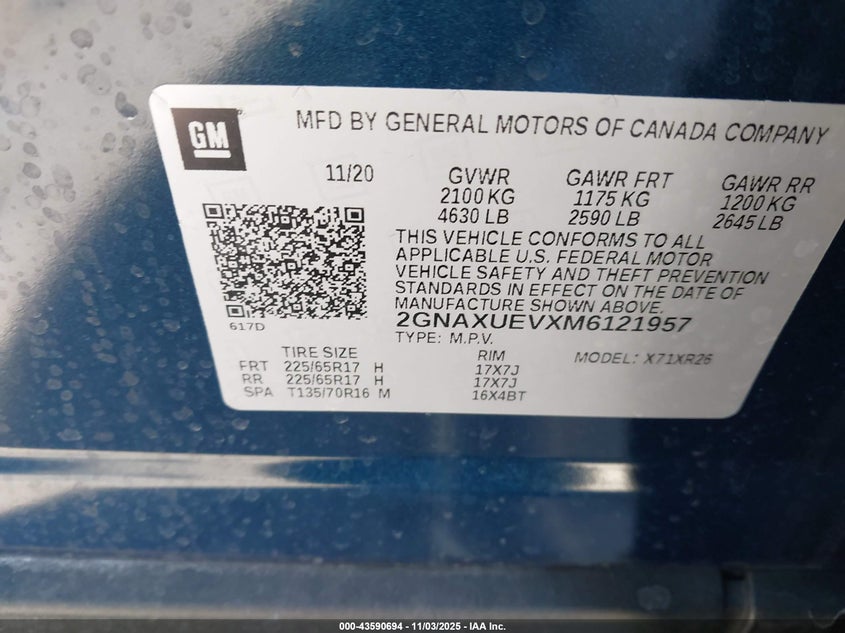 GM
MFD BY GENERAL MOTORS OF CANADA COMPANY
11/20
GVWR GAWR FRT GAWR RR
2100 KG 1175 KG 1200 KG
4630 LB 2590 LB 2645 LB
THIS VEHICLE CONFORMS TO ALL
APPLICABLE U.S. FEDERAL MOTOR
VEHICLE SAFETY AND THEFT PREVENTION
STANDARDS IN EFFECT ON THE DATE OF
MANUFACTURE SHOWN ABOVE.
2GNAXUEVXM6121957
617D
TYPE: M.P.V.
TIRE SIZE RIM MODEL: X71XR26
FRT 225/65R17 H 17X7J
RR 225/65R17 H 17X7J
SPA T135/70R16 M 16X4BT
000-43590694 - 11/03/2025 - IAA Inc.